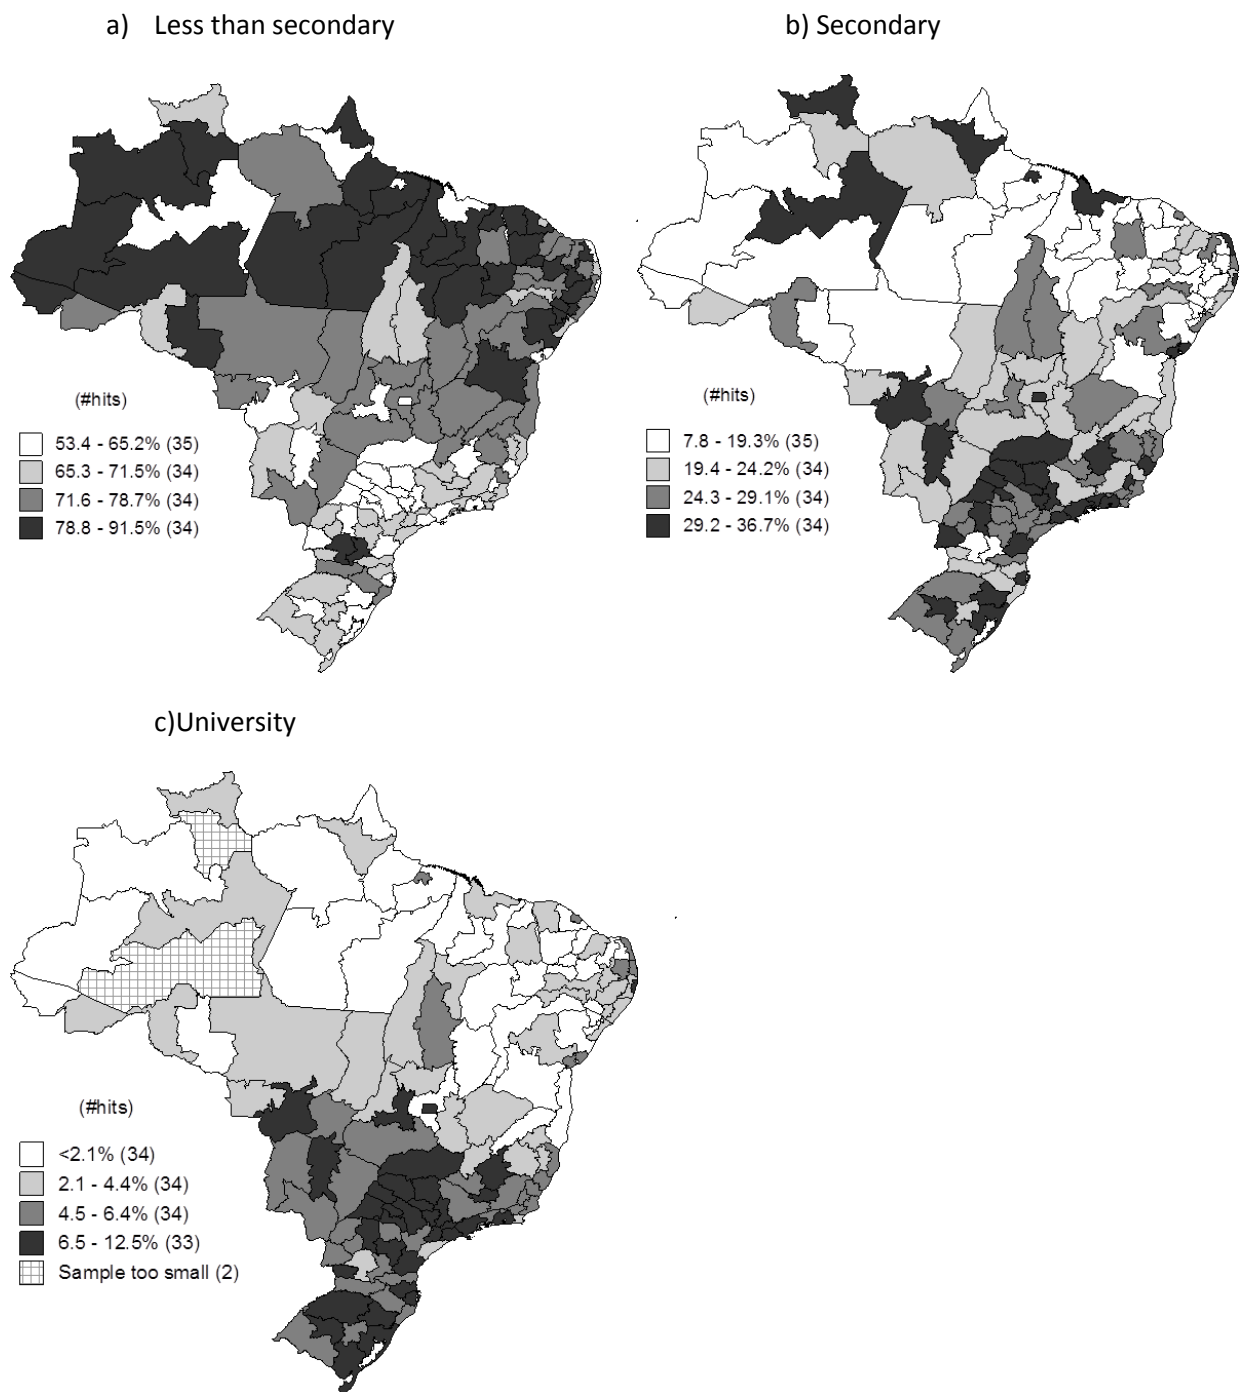 a) Less than secondary
b) Secondary
(#hits)
53.4 - 65.2% (35)
65.3 - 71.5% (34)
71.6 - 78.7% (34)
78.8 - 91.5% (34)
(#hits)
7.8 - 19.3% (35)
19.4 - 24.2% (34)
24.3 - 29.1% (34)
29.2 - 36.7% (34)
c)University
(#hits)
<2.1% (34)
2.1 - 4.4% (34)
4.5 - 6.4% (34)
6.5 - 12.5% (33)
Sample too small (2)